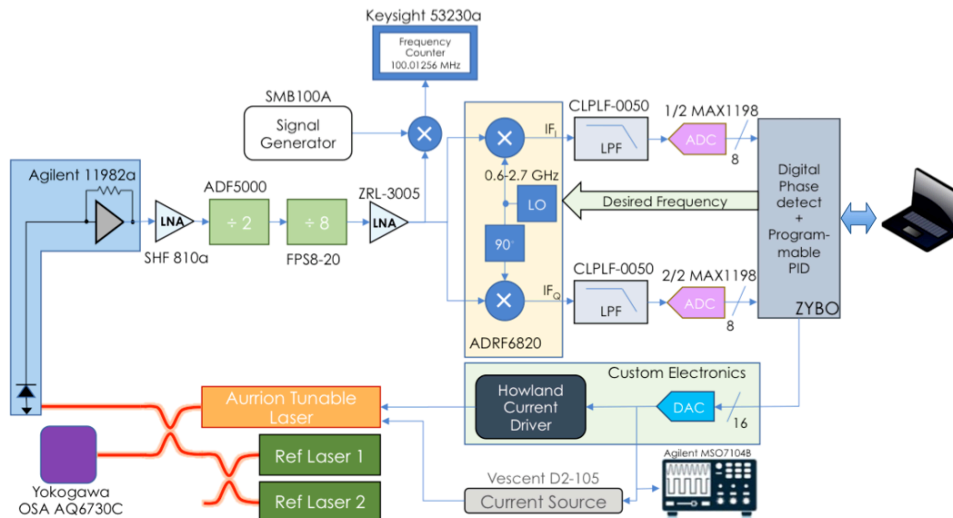 Keysight 53230a
Frequency
Counter
100.01256 MHz
SMB100A
Signal
Generator
CLPLF-0050
1/2 MAX1198
IF_I
LPF
ADC
8
Agilent 11982a
ADF5000
ZRL-3005
0.6-2.7 GHz
Digital
Phase
detect
+
Program-
mable
PID
LNA
÷ 2
÷ 8
LNA
LO
Desired Frequency
SHF 810a
FPS8-20
90°
CLPLF-0050
2/2 MAX1198
IF_Q
LPF
ADC
8
ZYBO
ADRF6820
Custom Electronics
Aurrion Tunable
Laser
Howland
Current
Driver
DAC
16
Ref Laser 1
Agilent MSO7104B
Vescent D2-105
Yokogawa
OSA AQ6730C
Ref Laser 2
Current Source